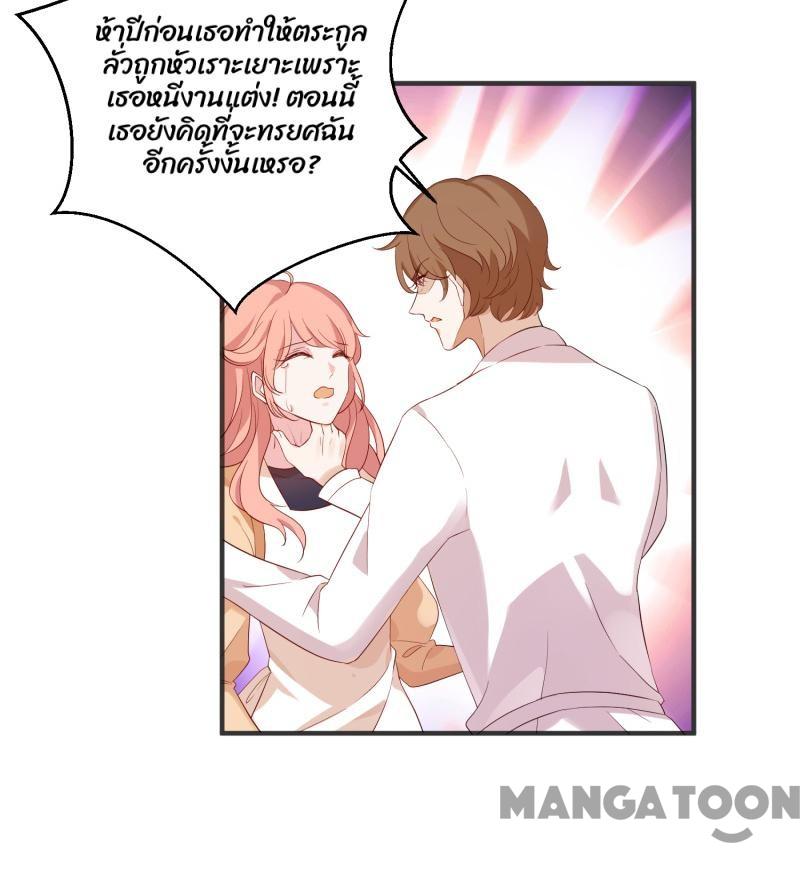 ห้าปีก่อนเธอทำให้ตระกูล
ลั่วถูกหัวเราะเยาะเพราะ
เธอหนีงานแต่ง! ตอนนี้
เธอยังคิดที่จะทรยศฉัน
อีกครั้งงั้นเหรอ?
MANGATOON